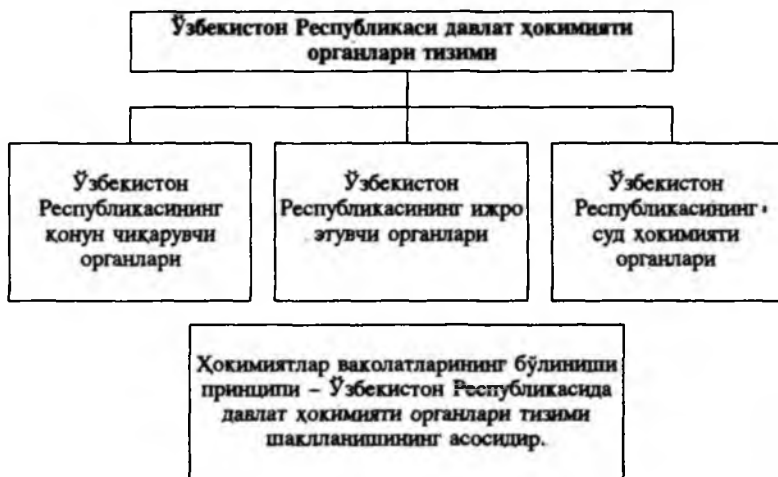 Ўзбекистон Республикаси давлат ҳокимияти
органлари тизими
Ўзбекистон
Республикасининг
қонун чиқарувчи
органлари
Ўзбекистон
Республикасининг ижро
этувчи органлари
Ўзбекистон
Республикасининг
суд ҳокимияти
органлари
Ҳокимиятлар ваколатларининг бўлиниши
принципи – Ўзбекистон Республикасида
давлат ҳокимияти органлари тизими
шаклланишининг асосидир.